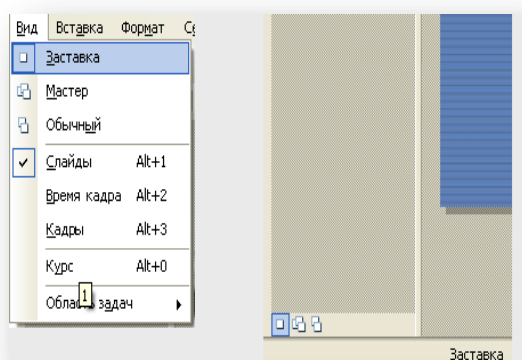 Вид Вставка Формат
Заставка
Мастер
Обычный
Слайды Alt+1
Время кадра Alt+2
Кадры Alt+3
Курс Alt+0
Область задач
1
Заставка